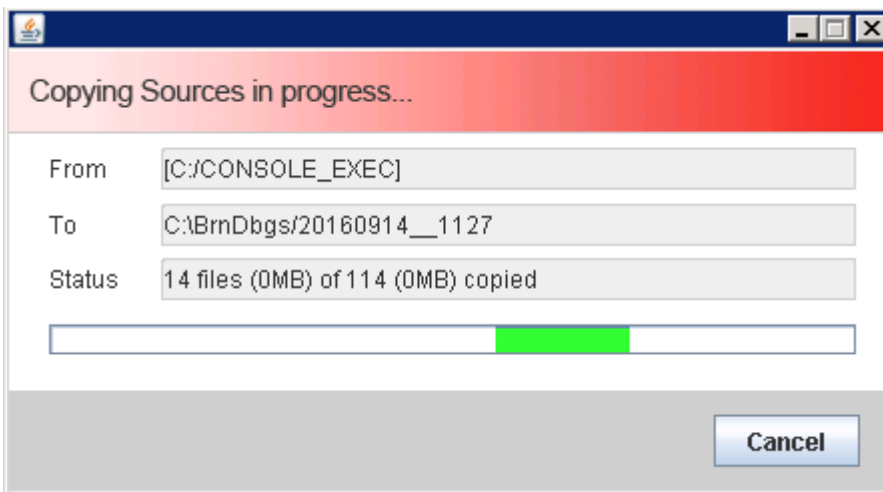 Copying Sources in progress...
From [C:/CONSOLE_EXEC]
To C:\BrnDbgs/20160914__1127
Status 14 files (0MB) of 114 (0MB) copied
Cancel